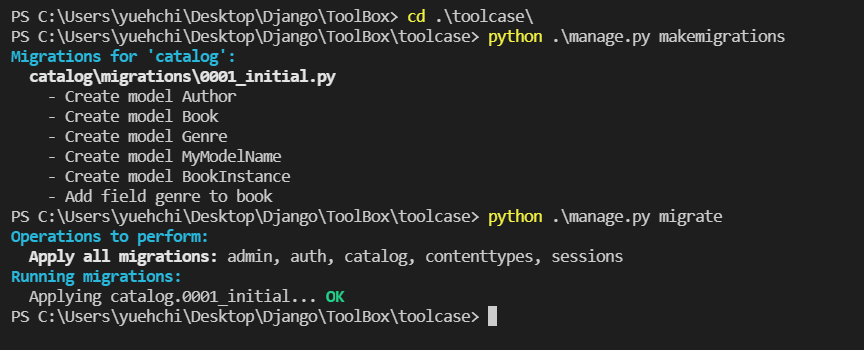 PS C:\Users\yuehchi\Desktop\Django\ToolBox> cd .\toolcase\
PS C:\Users\yuehchi\Desktop\Django\ToolBox\toolcase> python .\manage.py makemigrations
Migrations for 'catalog':
  catalog\migrations\0001_initial.py
    - Create model Author
    - Create model Book
    - Create model Genre
    - Create model MyModelName
    - Create model BookInstance
    - Add field genre to book
PS C:\Users\yuehchi\Desktop\Django\ToolBox\toolcase> python .\manage.py migrate
Operations to perform:
  Apply all migrations: admin, auth, catalog, contenttypes, sessions
Running migrations:
  Applying catalog.0001_initial... OK
PS C:\Users\yuehchi\Desktop\Django\ToolBox\toolcase>